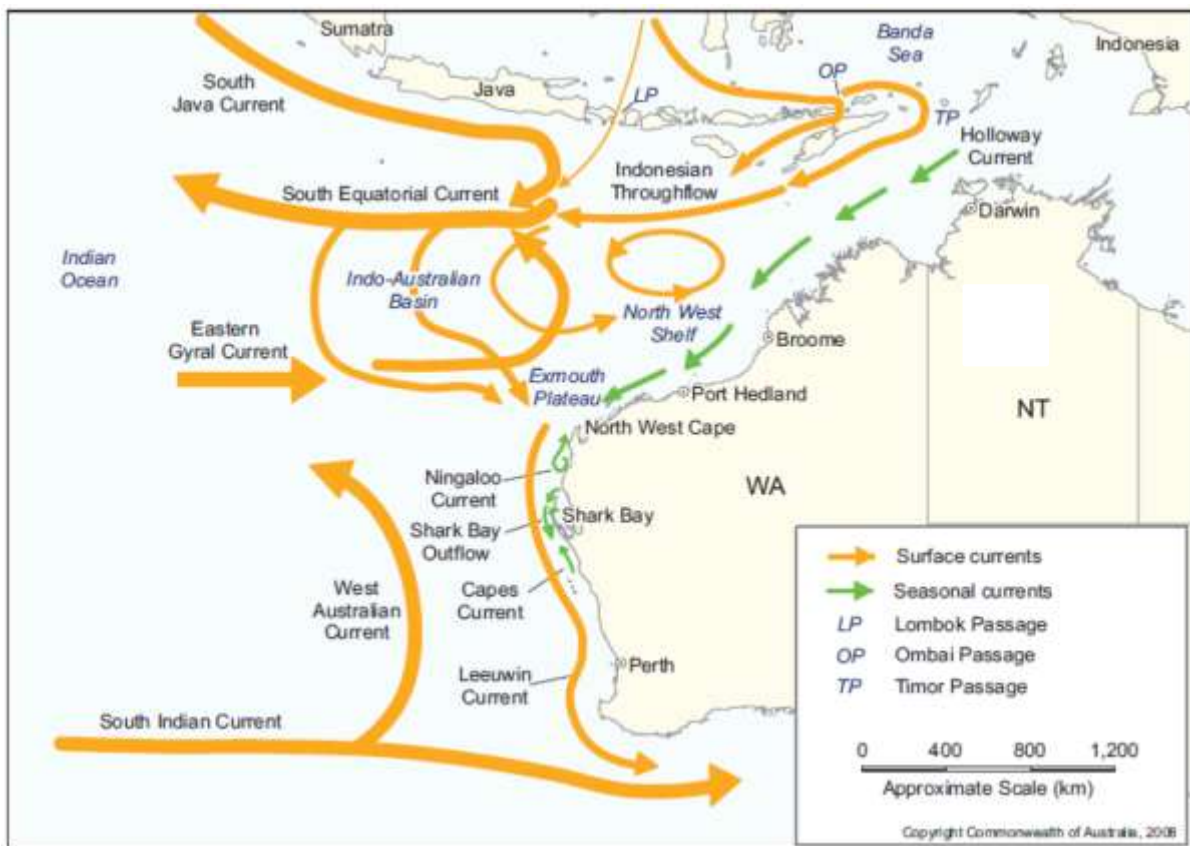 Sumatra
Banda
Sea
Indonesia
South
Java Current
Java
LP
OP
TP
Holloway
Current
Indonesian
Throughflow
South Equatorial Current
Darwin
Indian
Ocean
Indo-Australian
Basin
North West
Shelf
Eastern
Gyral Current
Broome
Exmouth
Plateau
Port Hedland
NT
North West Cape
Ningaloo
Current
WA
Shark Bay
Shark Bay
Outflow
West
Australian
Current
Capes
Current
Perth
Leeuwin
Current
South Indian Current
Surface currents
Seasonal currents
LP Lombok Passage
OP Ombai Passage
TP Timor Passage
0 400 800 1,200
Approximate Scale (km)
Copyright Commonwealth of Australia, 2008